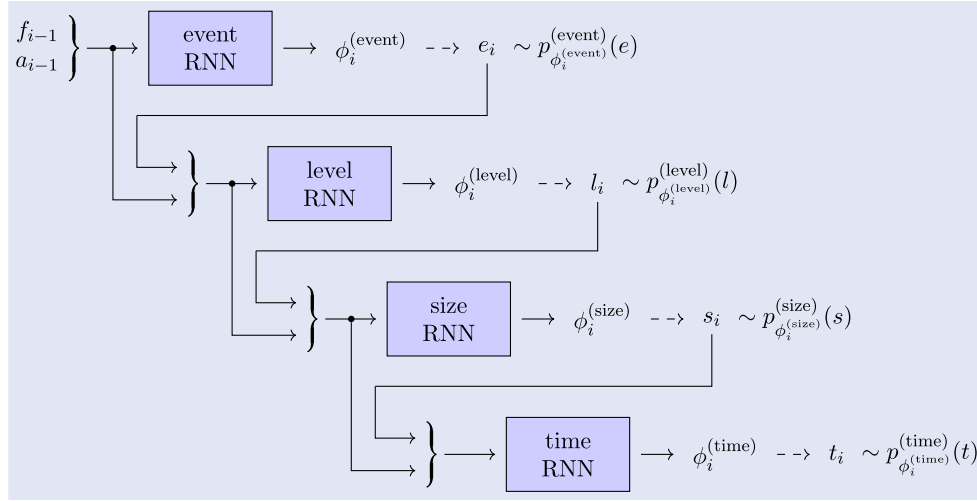 f_{i−1}
a_{i−1}
event
RNN
ϕ_i^{(event)}
e_i ∼ p^{(event)}_{ϕ_i^{(event)}}(e)
level
RNN
ϕ_i^{(level)}
l_i ∼ p^{(level)}_{ϕ_i^{(level)}}(l)
size
RNN
ϕ_i^{(size)}
s_i ∼ p^{(size)}_{ϕ_i^{(size)}}(s)
time
RNN
ϕ_i^{(time)}
t_i ∼ p^{(time)}_{ϕ_i^{(time)}}(t)